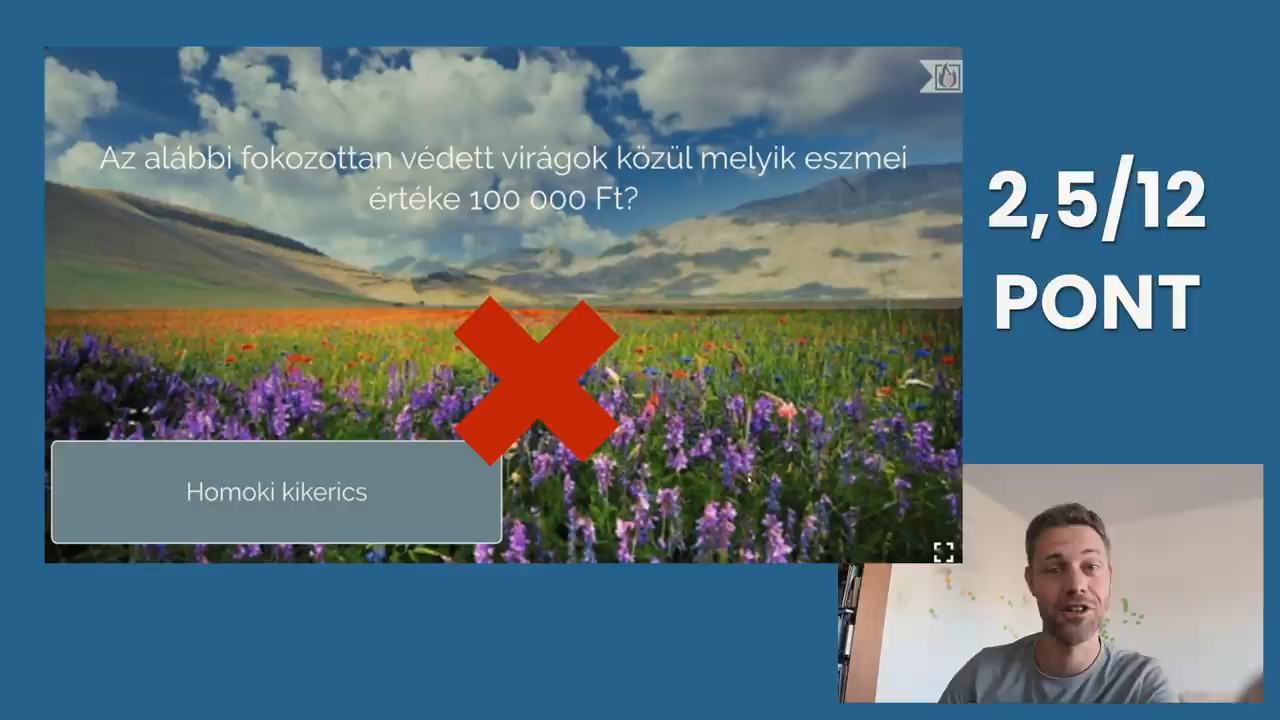 Az alábbi fokozottan védett virágok közül melyik eszmei
értéke 100 000 Ft?
2,5/12
PONT
Homoki kikerics